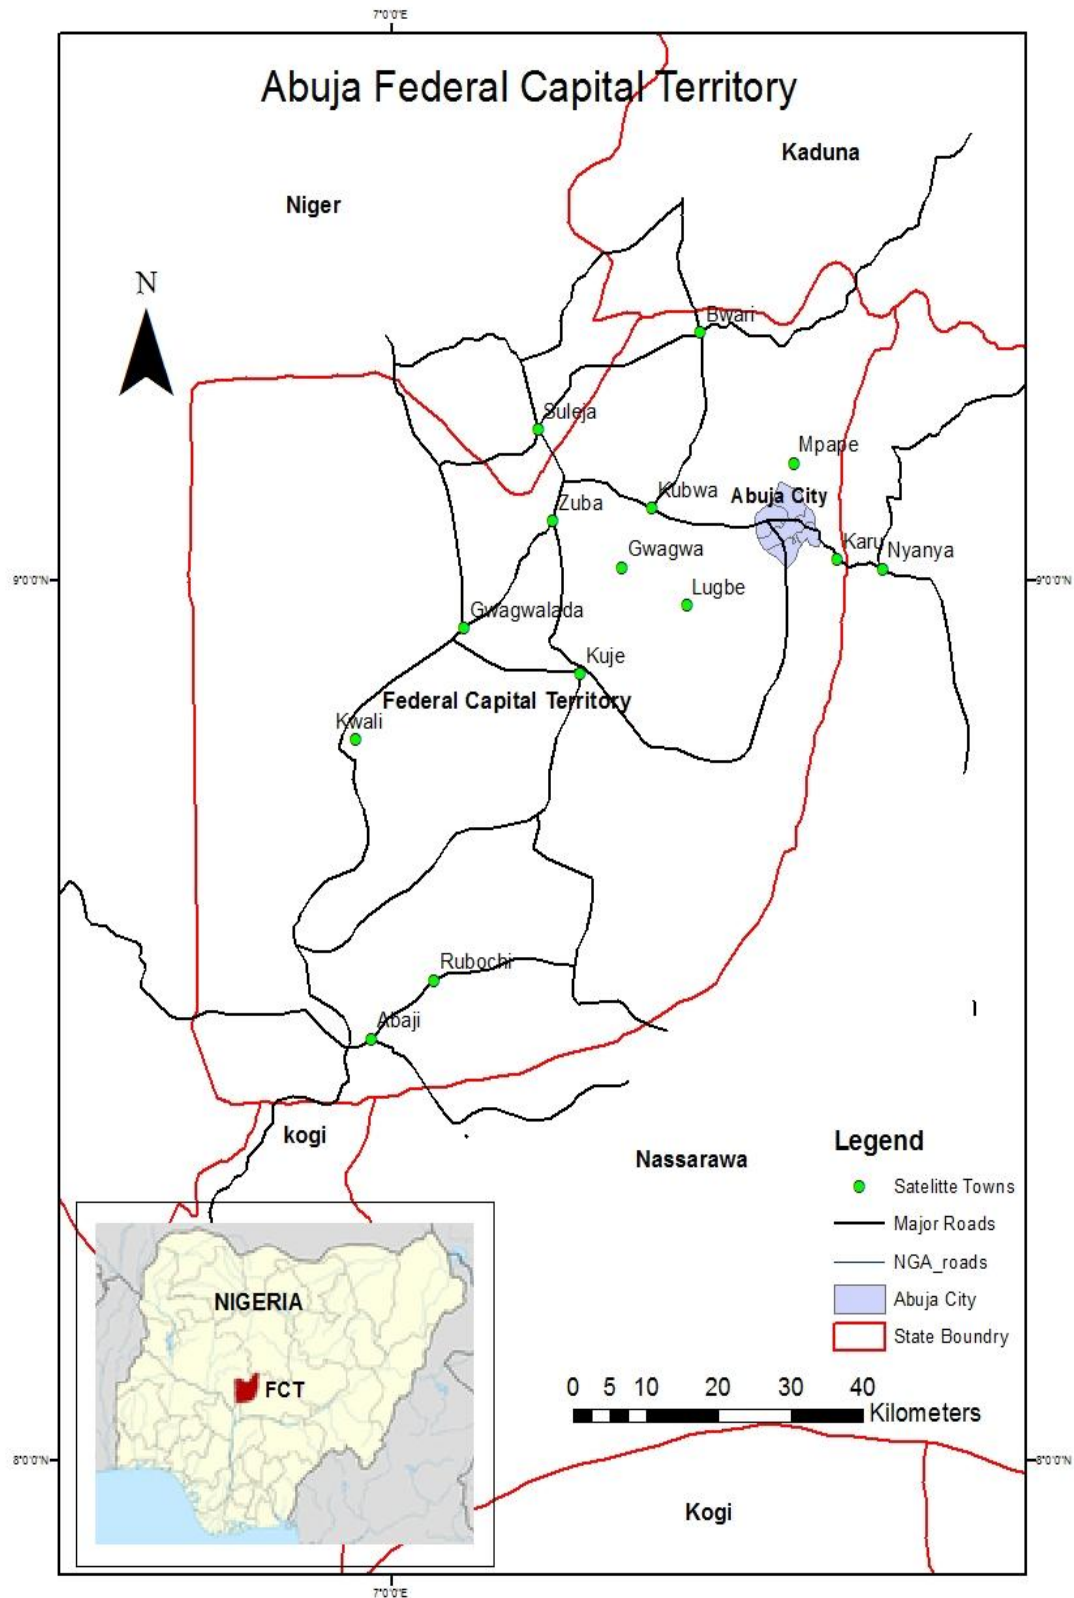 7°0'0"E
Abuja Federal Capital Territory
Kaduna
Niger
N
Bwari
Suleja
Mpape
Kubwa
Abuja City
Zuba
Karu
Gwagwa
Nyanya
9°0'0"N
9°0'0"N
Lugbe
Gwagwalada
Kuje
Federal Capital Territory
Kwali
Rubochi
Abaji
kogi
Nassarawa
Legend
Satelitte Towns
Major Roads
NGA_roads
Abuja City
State Boundry
NIGERIA
FCT
0 5 10 20 30 40
Kilometers
8°0'0"N
8°0'0"N
Kogi
7°0'0"E